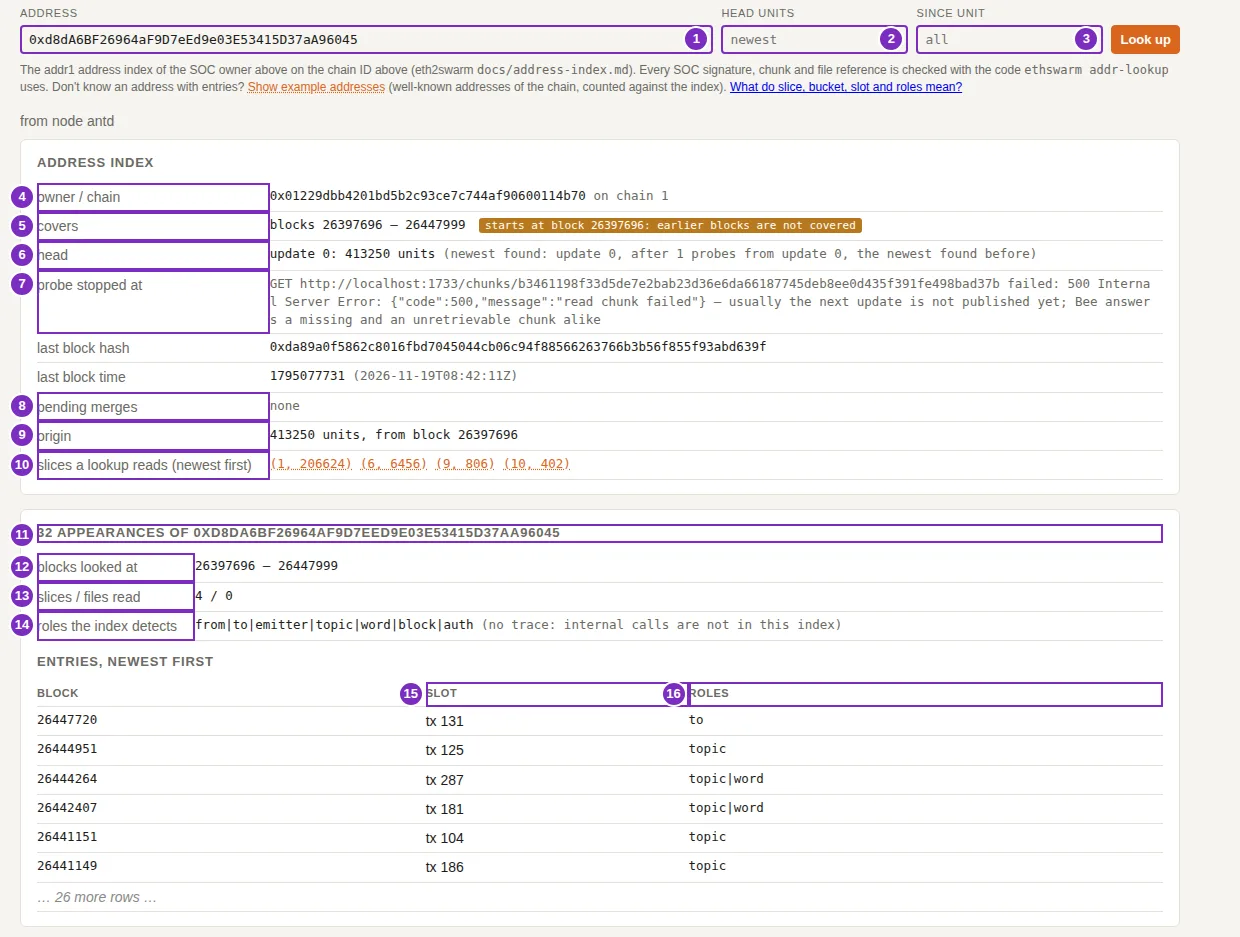 ADDRESS HEAD UNITS SINCE UNIT
0xd8dA6BF26964aF9D7eEd9e03E53415D37aA96045 1 newest 2 all 3 Look up
The addr1 address index of the SOC owner above on the chain ID above (eth2swarm docs/address-index.md). Every SOC signature, chunk and file reference is checked with the code ethswarm addr-lookup
uses. Don't know an address with entries? Show example addresses (well-known addresses of the chain, counted against the index). What do slice, bucket, slot and roles mean?
from node antd
ADDRESS INDEX
4 owner / chain 0x01229dbb4201bd5b2c93ce7c744af90600114b70 on chain 1
5 covers blocks 26397696 – 26447999 starts at block 26397696: earlier blocks are not covered
6 head update 0: 413250 units (newest found: update 0, after 1 probes from update 0, the newest found before)
7 probe stopped at GET http://localhost:1733/chunks/b3461198f33d5de7e2bab23d36e6da66187745deb8ee0d435f391fe498bad37b failed: 500 Interna
l Server Error: {"code":500,"message":"read chunk failed"} — usually the next update is not published yet; Bee answer
s a missing and an unretrievable chunk alike
last block hash 0xda89a0f5862c8016fbd7045044cb06c94f88566263766b3b56f855f93abd639f
last block time 1795077731 (2026-11-19T08:42:11Z)
8 pending merges none
9 origin 413250 units, from block 26397696
10 slices a lookup reads (newest first) (1, 206624) (6, 6456) (9, 806) (10, 402)
11 32 APPEARANCES OF 0XD8DA6BF26964AF9D7EED9E03E53415D37AA96045
12 blocks looked at 26397696 – 26447999
13 slices / files read 4 / 0
14 roles the index detects from|to|emitter|topic|word|block|auth (no trace: internal calls are not in this index)
ENTRIES, NEWEST FIRST
BLOCK 15 SLOT 16 ROLES
26447720 tx 131 to
26444951 tx 125 topic
26444264 tx 287 topic|word
26442407 tx 181 topic|word
26441151 tx 104 topic
26441149 tx 186 topic
… 26 more rows …